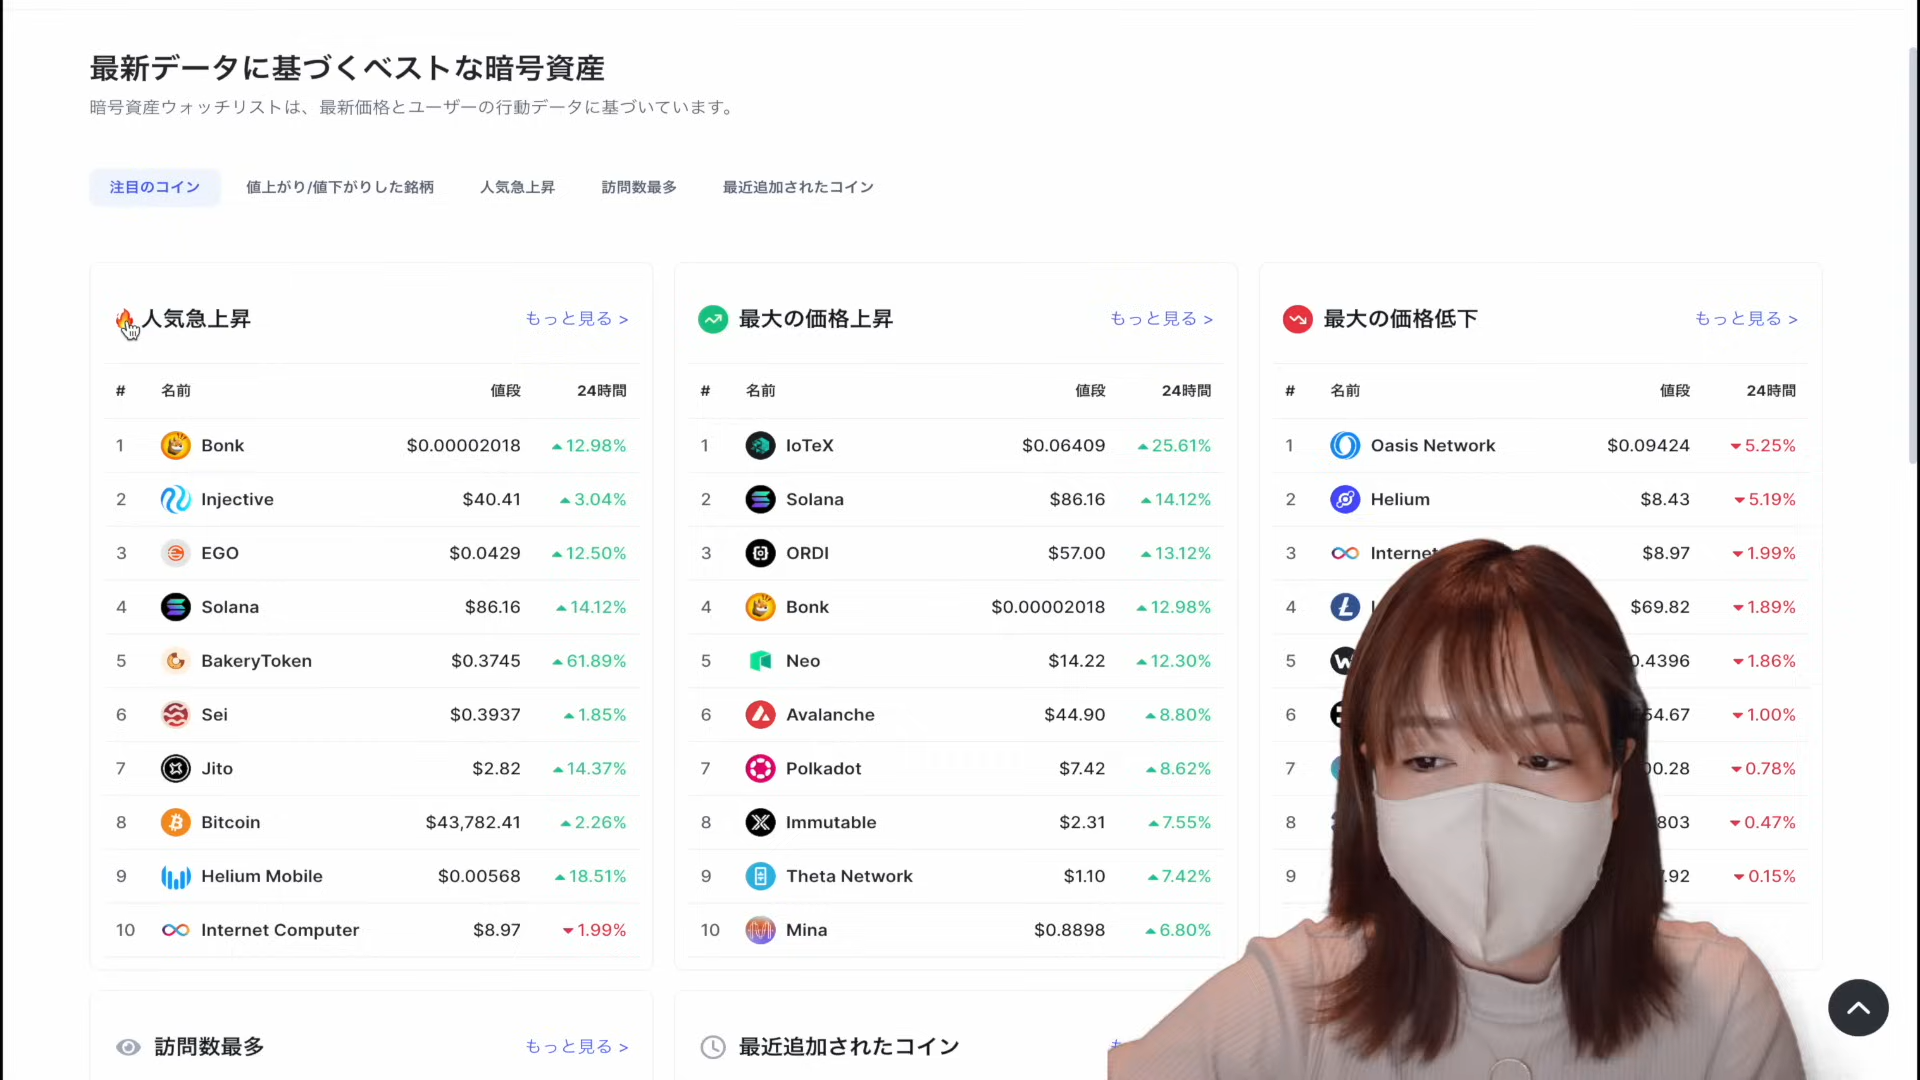 最新データに基づくベストな暗号資産
暗号資産ウォッチリストは、最新価格とユーザーの行動データに基づいています。
注目のコイン 値上がり/値下がりした銘柄 人気急上昇 訪問数最多 最近追加されたコイン
人気急上昇 もっと見る >
# 名前 値段 24時間
1 Bonk $0.00002018 12.98%
2 Injective $40.41 3.04%
3 EGO $0.0429 12.50%
4 Solana $86.16 14.12%
5 BakeryToken $0.3745 61.89%
6 Sei $0.3937 1.85%
7 Jito $2.82 14.37%
8 Bitcoin $43,782.41 2.26%
9 Helium Mobile $0.00568 18.51%
10 Internet Computer $8.97 1.99%
最大の価格上昇 もっと見る >
# 名前 値段 24時間
1 IoTeX $0.06409 25.61%
2 Solana $86.16 14.12%
3 ORDI $57.00 13.12%
4 Bonk $0.00002018 12.98%
5 Neo $14.22 12.30%
6 Avalanche $44.90 8.80%
7 Polkadot $7.42 8.62%
8 Immutable $2.31 7.55%
9 Theta Network $1.10 7.42%
10 Mina $0.8898 6.80%
最大の価格低下 もっと見る >
# 名前 値段 24時間
1 Oasis Network $0.09424 5.25%
2 Helium $8.43 5.19%
3 Internet $8.97 1.99%
4 $69.82 1.89%
5 0.4396 1.86%
6 54.67 1.00%
7 00.28 0.78%
8 803 0.47%
9 .92 0.15%
訪問数最多 もっと見る >
最近追加されたコイン